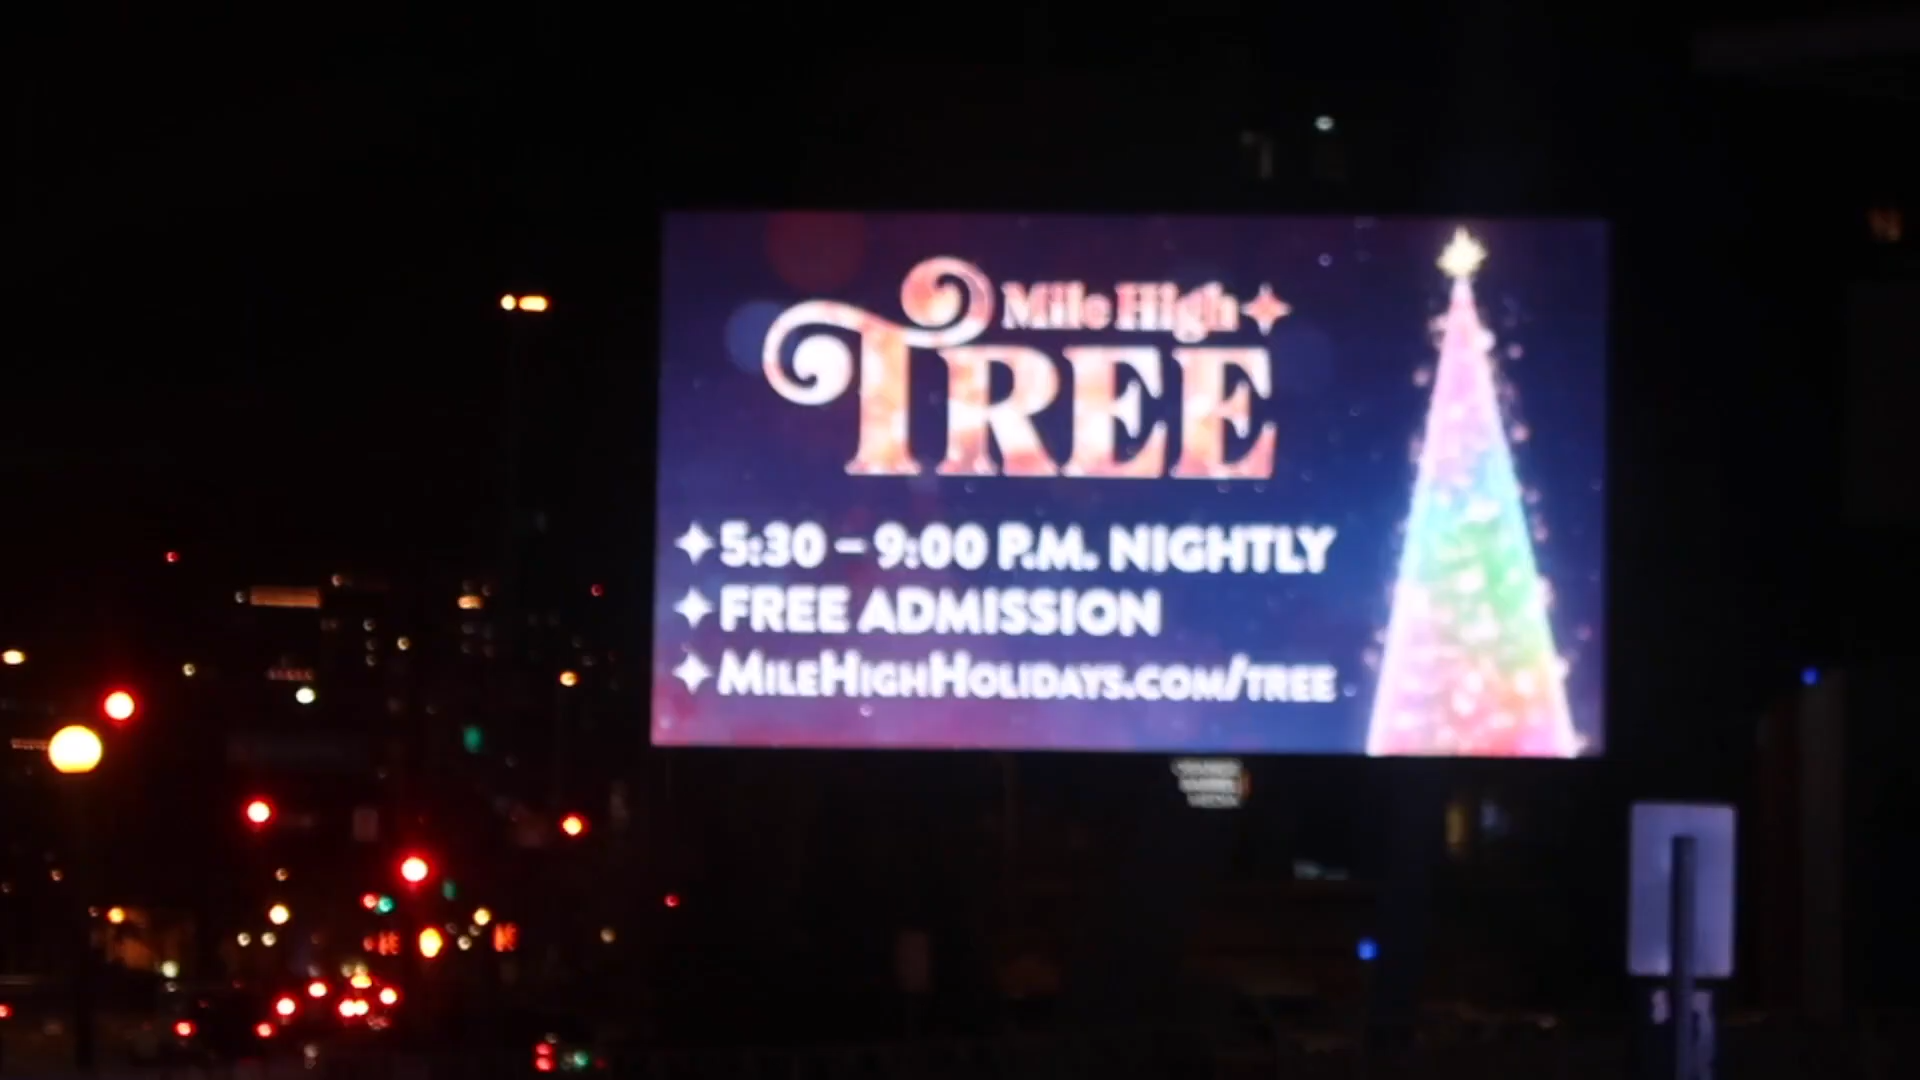 Mile High
TREE
5:30 – 9:00 P.M. NIGHTLY
FREE ADMISSION
MILEHIGHHOLIDAYS.COM/TREE